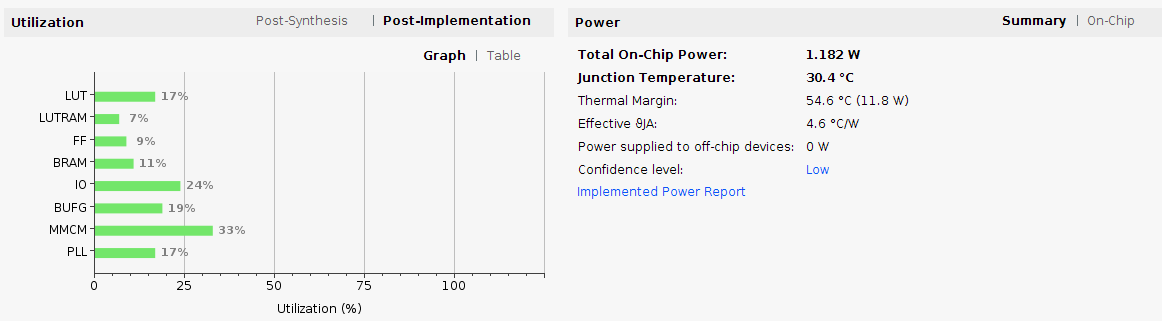 Utilization
Post-Synthesis | Post-Implementation
Graph | Table
LUT 17%
LUTRAM 7%
FF 9%
BRAM 11%
IO 24%
BUFG 19%
MMCM 33%
PLL 17%
0 25 50 75 100
Utilization (%)
Power
Summary | On-Chip
Total On-Chip Power: 1.182 W
Junction Temperature: 30.4 °C
Thermal Margin: 54.6 °C (11.8 W)
Effective ϑJA: 4.6 °C/W
Power supplied to off-chip devices: 0 W
Confidence level: Low
Implemented Power Report